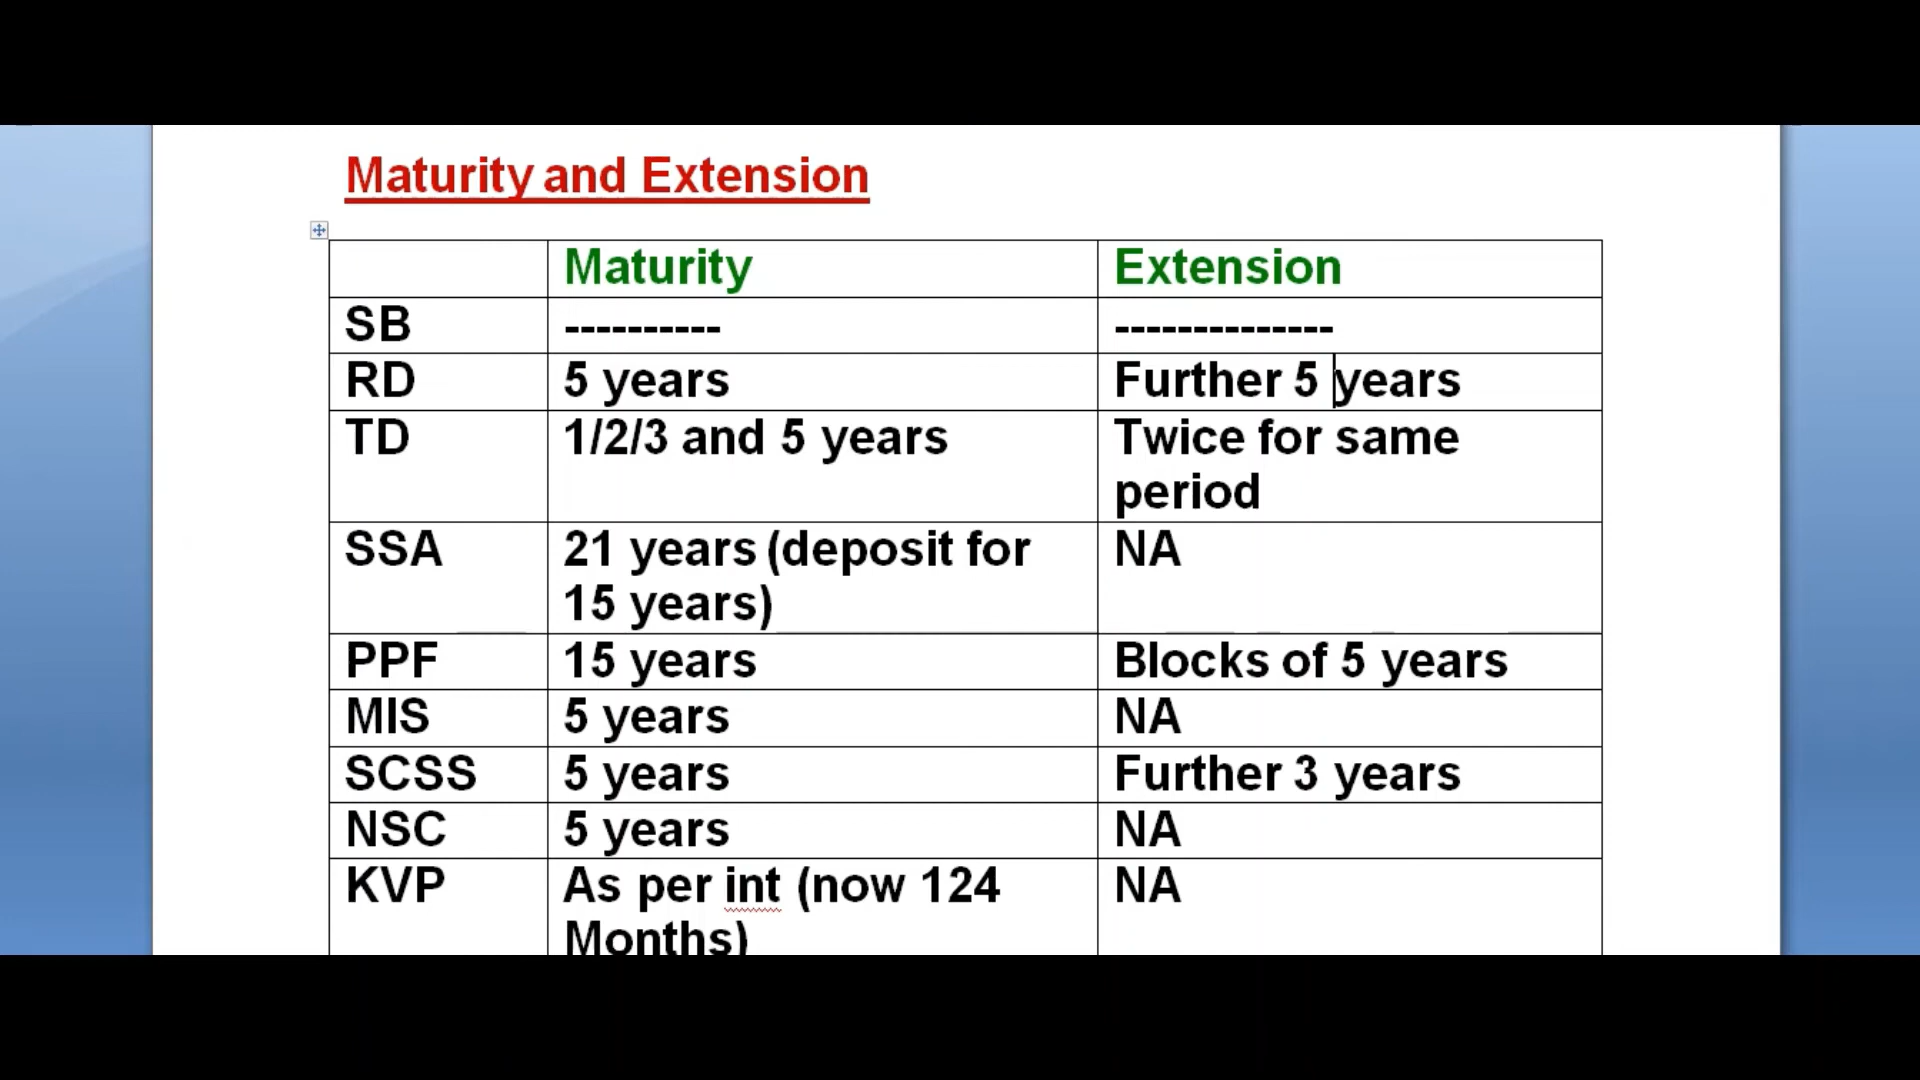 Maturity and Extension
Maturity Extension
SB ---------- --------------
RD 5 years Further 5 years
TD 1/2/3 and 5 years Twice for same
period
SSA 21 years (deposit for NA
15 years)
PPF 15 years Blocks of 5 years
MIS 5 years NA
SCSS 5 years Further 3 years
NSC 5 years NA
KVP As per int (now 124 NA
Months)